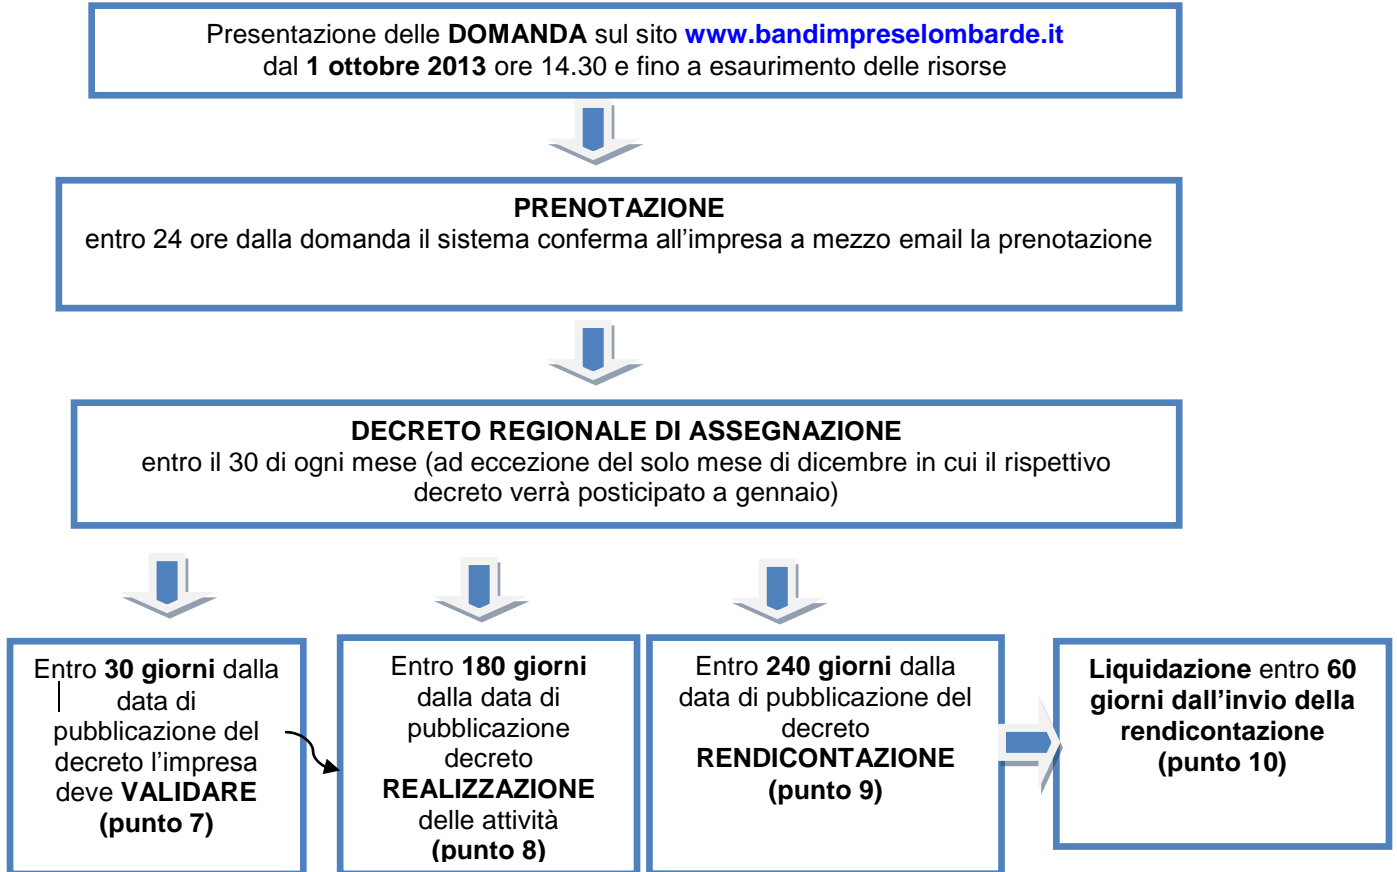 Presentazione delle DOMANDA sul sito www.bandimpreselombarde.it
dal 1 ottobre 2013 ore 14.30 e fino a esaurimento delle risorse
PRENOTAZIONE
entro 24 ore dalla domanda il sistema conferma all’impresa a mezzo email la prenotazione
DECRETO REGIONALE DI ASSEGNAZIONE
entro il 30 di ogni mese (ad eccezione del solo mese di dicembre in cui il rispettivo
decreto verrà posticipato a gennaio)
Entro 30 giorni dalla
data di
pubblicazione del
decreto l’impresa
deve VALIDARE
(punto 7)
Entro 180 giorni
dalla data di
pubblicazione
decreto
REALIZZAZIONE
delle attività
(punto 8)
Entro 240 giorni dalla
data di pubblicazione del
decreto
RENDICONTAZIONE
(punto 9)
Liquidazione entro 60
giorni dall’invio della
rendicontazione
(punto 10)